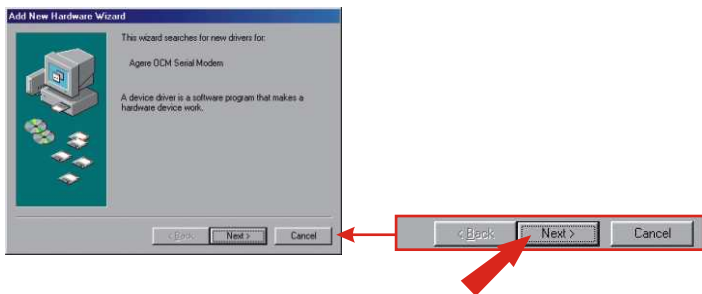 Add New Hardware Wizard
This wizard searches for new drivers for:
Agere OCM Serial Modem
A device driver is a software program that makes a
hardware device work.
< Back Next > Cancel
< Back Next > Cancel